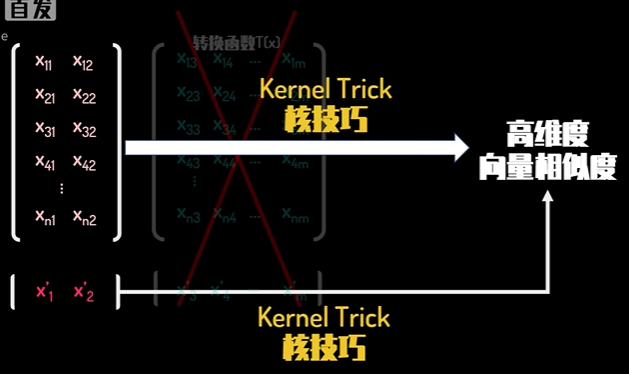 首发
e
转换函数T(x)
x11 x12 x13 x14 ... x1m
x21 x22 x23 x24 ...
x31 x32 x33 x34 ...
x41 x42 x43 x44 ... x4m
⋮ ⋮
xn1 xn2 xn3 xn4 ... xnm
x'1 x'2 x'3 x'4 ... x'm
Kernel Trick
核技巧
高维度
向量相似度
Kernel Trick
核技巧